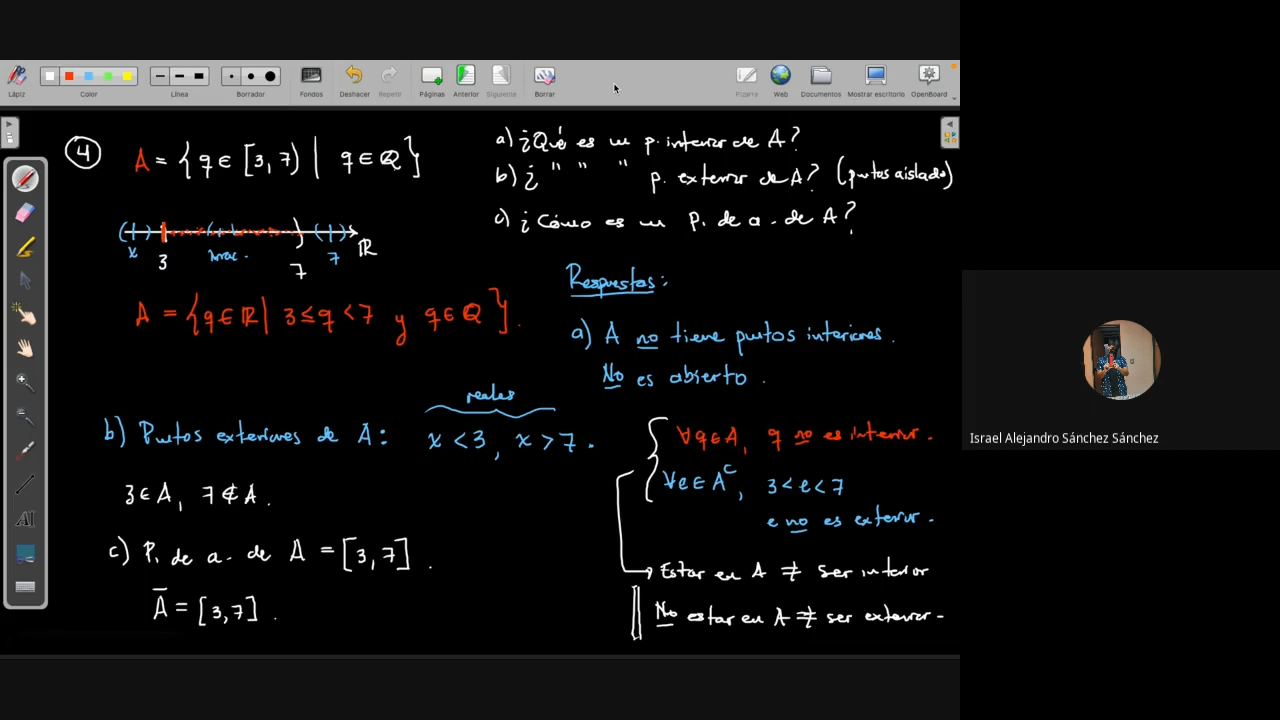 Lápiz Color Línea Borrador Fondos Deshacer Repetir Páginas Anterior Siguiente Borrar Pizarra Web Documentos Mostrar escritorio OpenBoard
④ A = {q ∈ [3, 7) | q ∈ ℚ}
a) ¿Qué es un p. interior de A?
b) ¿ " " " p. exterior de A? (puntos aislado)
c) ¿Cómo es un p. de a. de A?
x 3 irrac. 7 7 ℝ
A = {q ∈ ℝ | 3 ≤ q < 7 y q ∈ ℚ}.
Respuestas:
a) A no tiene puntos interiores.
No es abierto.
reales
b) Puntos exteriores de A: x < 3, x > 7.
3 ∈ A, 7 ∉ A.
c) P. de a. de A = [3, 7].
Ā = [3, 7].
∀q ∈ A, q no es interior.
∀e ∈ Aᶜ, 3 < e < 7
e no es exterior.
Estar en A ≠ ser interior
No estar en A ≠ ser exterior.
Israel Alejandro Sánchez Sánchez